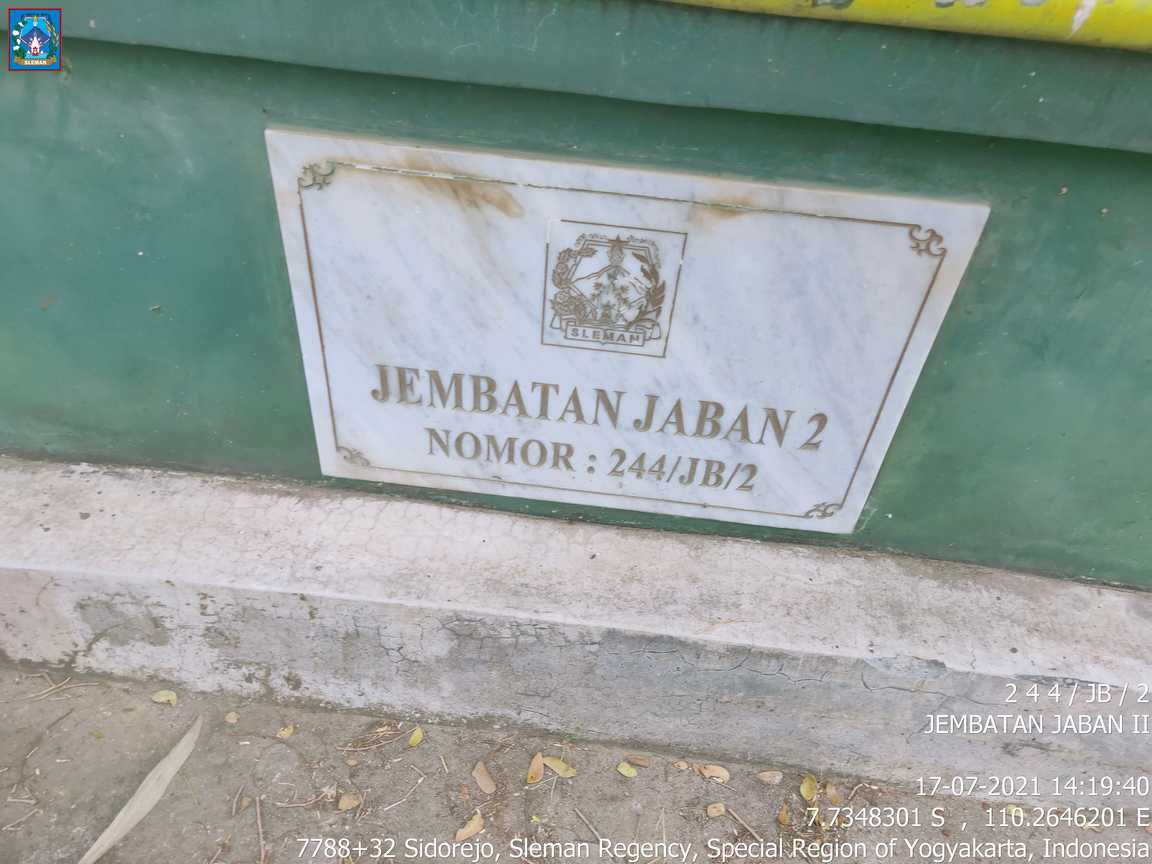 SLEMAN
SLEMAN
JEMBATAN JABAN 2
NOMOR : 244/JB/2
2 4 4 / JB / 2
JEMBATAN JABAN II
17-07-2021 14:19:40
7.7348301 S , 110.2646201 E
7788+32 Sidorejo, Sleman Regency, Special Region of Yogyakarta, Indonesia